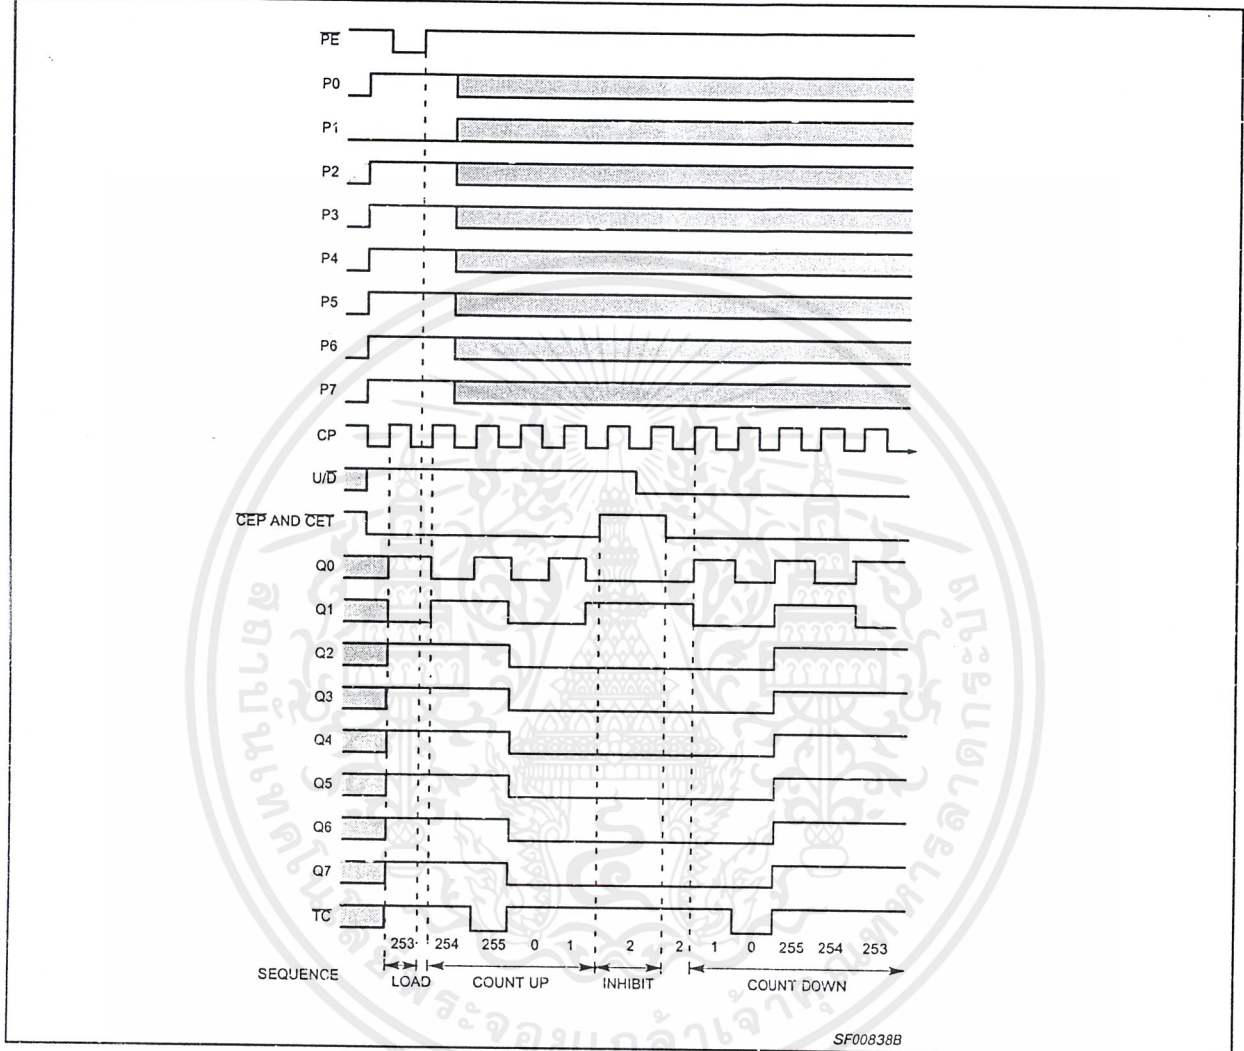 PE
P0
P1
P2
P3
P4
P5
P6
P7
CP
U/D
CEP AND CET
Q0
Q1
Q2
Q3
Q4
Q5
Q6
Q7
TC
253 254 255 0 1 2 2 1 0 255 254 253
SEQUENCE LOAD COUNT UP INHIBIT COUNT DOWN
SF00838B